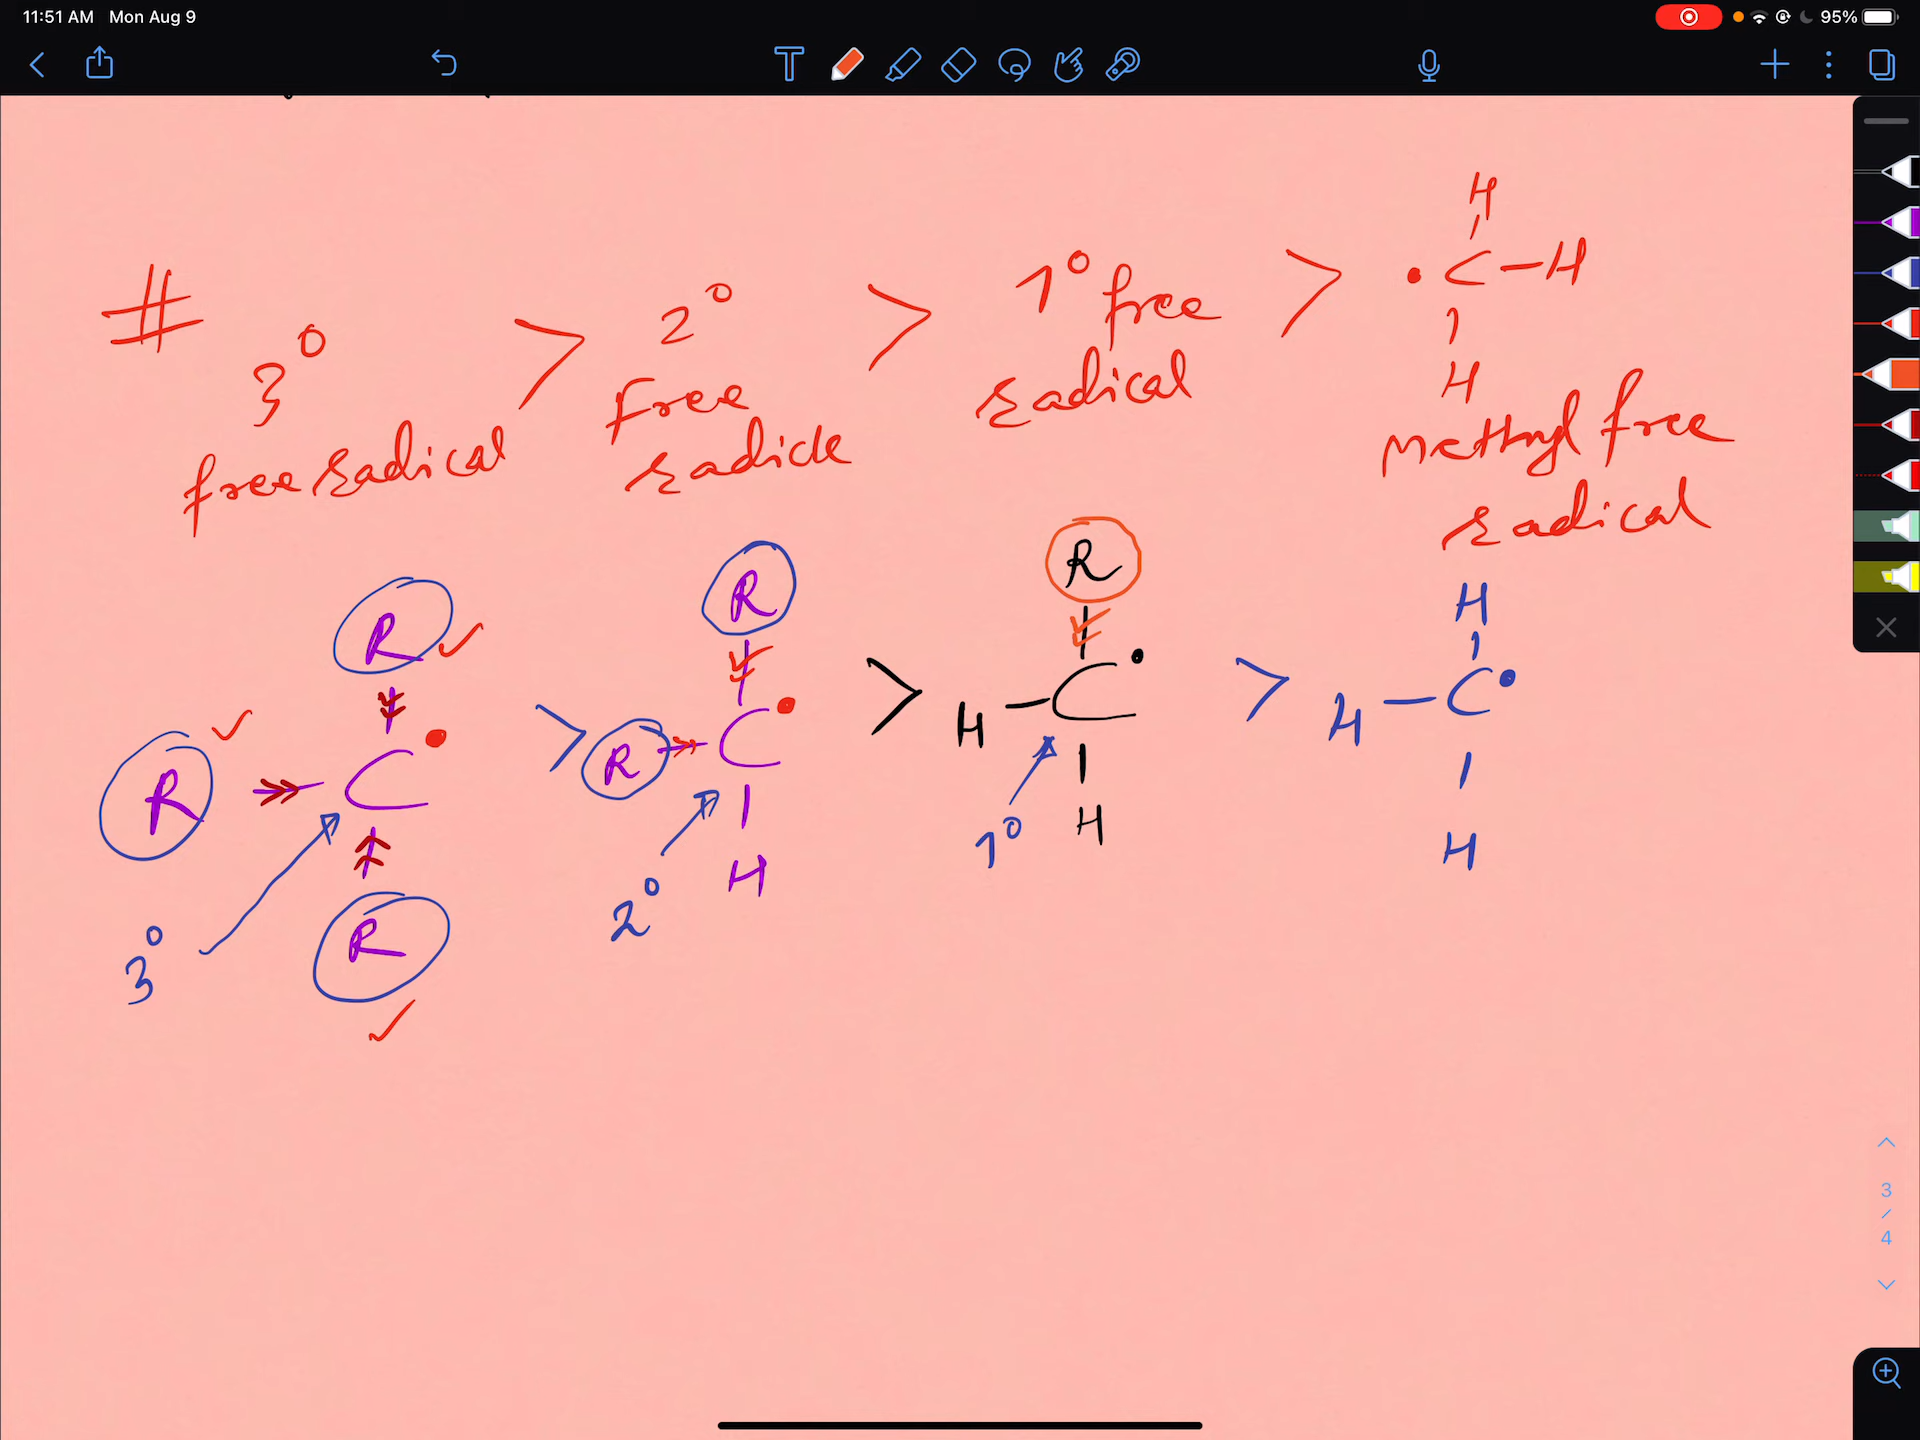 11:51 AM Mon Aug 9
95%
T
# 3° free radical > 2° free radicle > 1° free radical > • C – H H H Methyl free radical
R R C • R 3°
> R R C • H 2°
> R H – C • H 1°
> H H – C • H
3
/
4